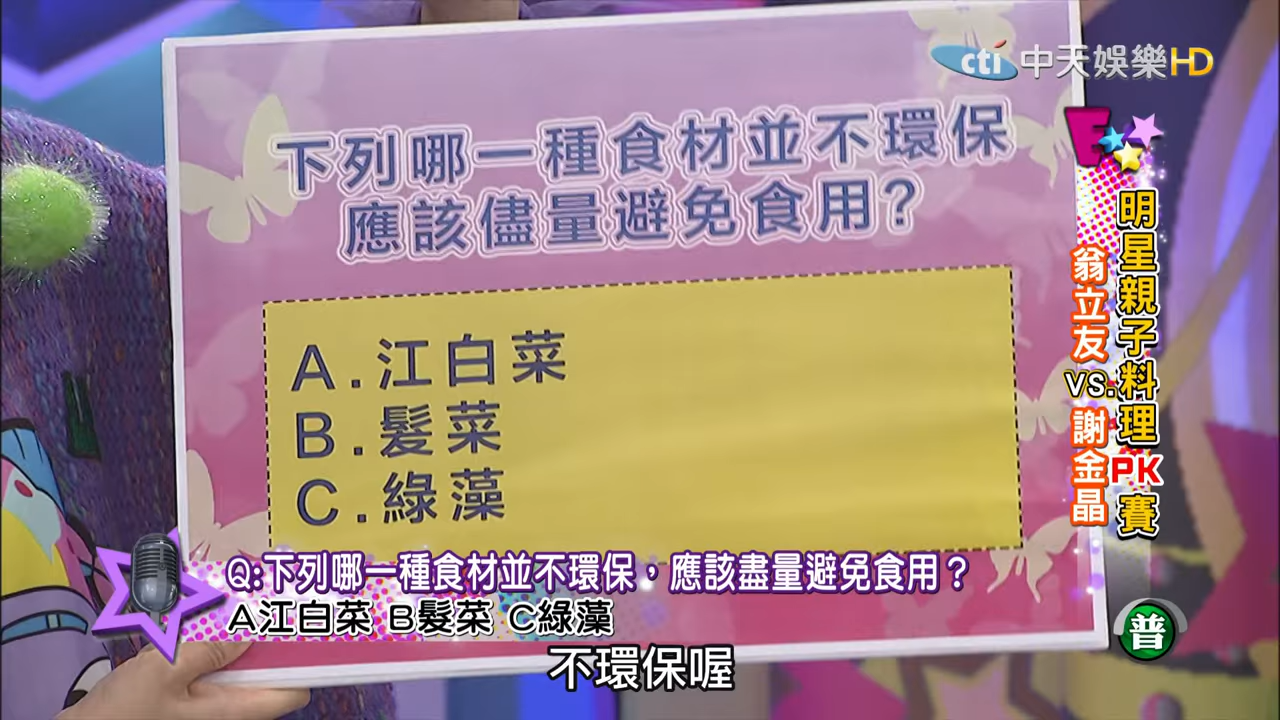 cti 中天娛樂HD
下列哪一種食材並不環保
應該儘量避免食用?
A.江白菜
B.髮菜
C.綠藻
明星親子料理PK賽
翁立友 VS. 謝金晶
Q:下列哪一種食材並不環保，應該盡量避免食用？
A江白菜 B髮菜 C綠藻
不環保喔
普